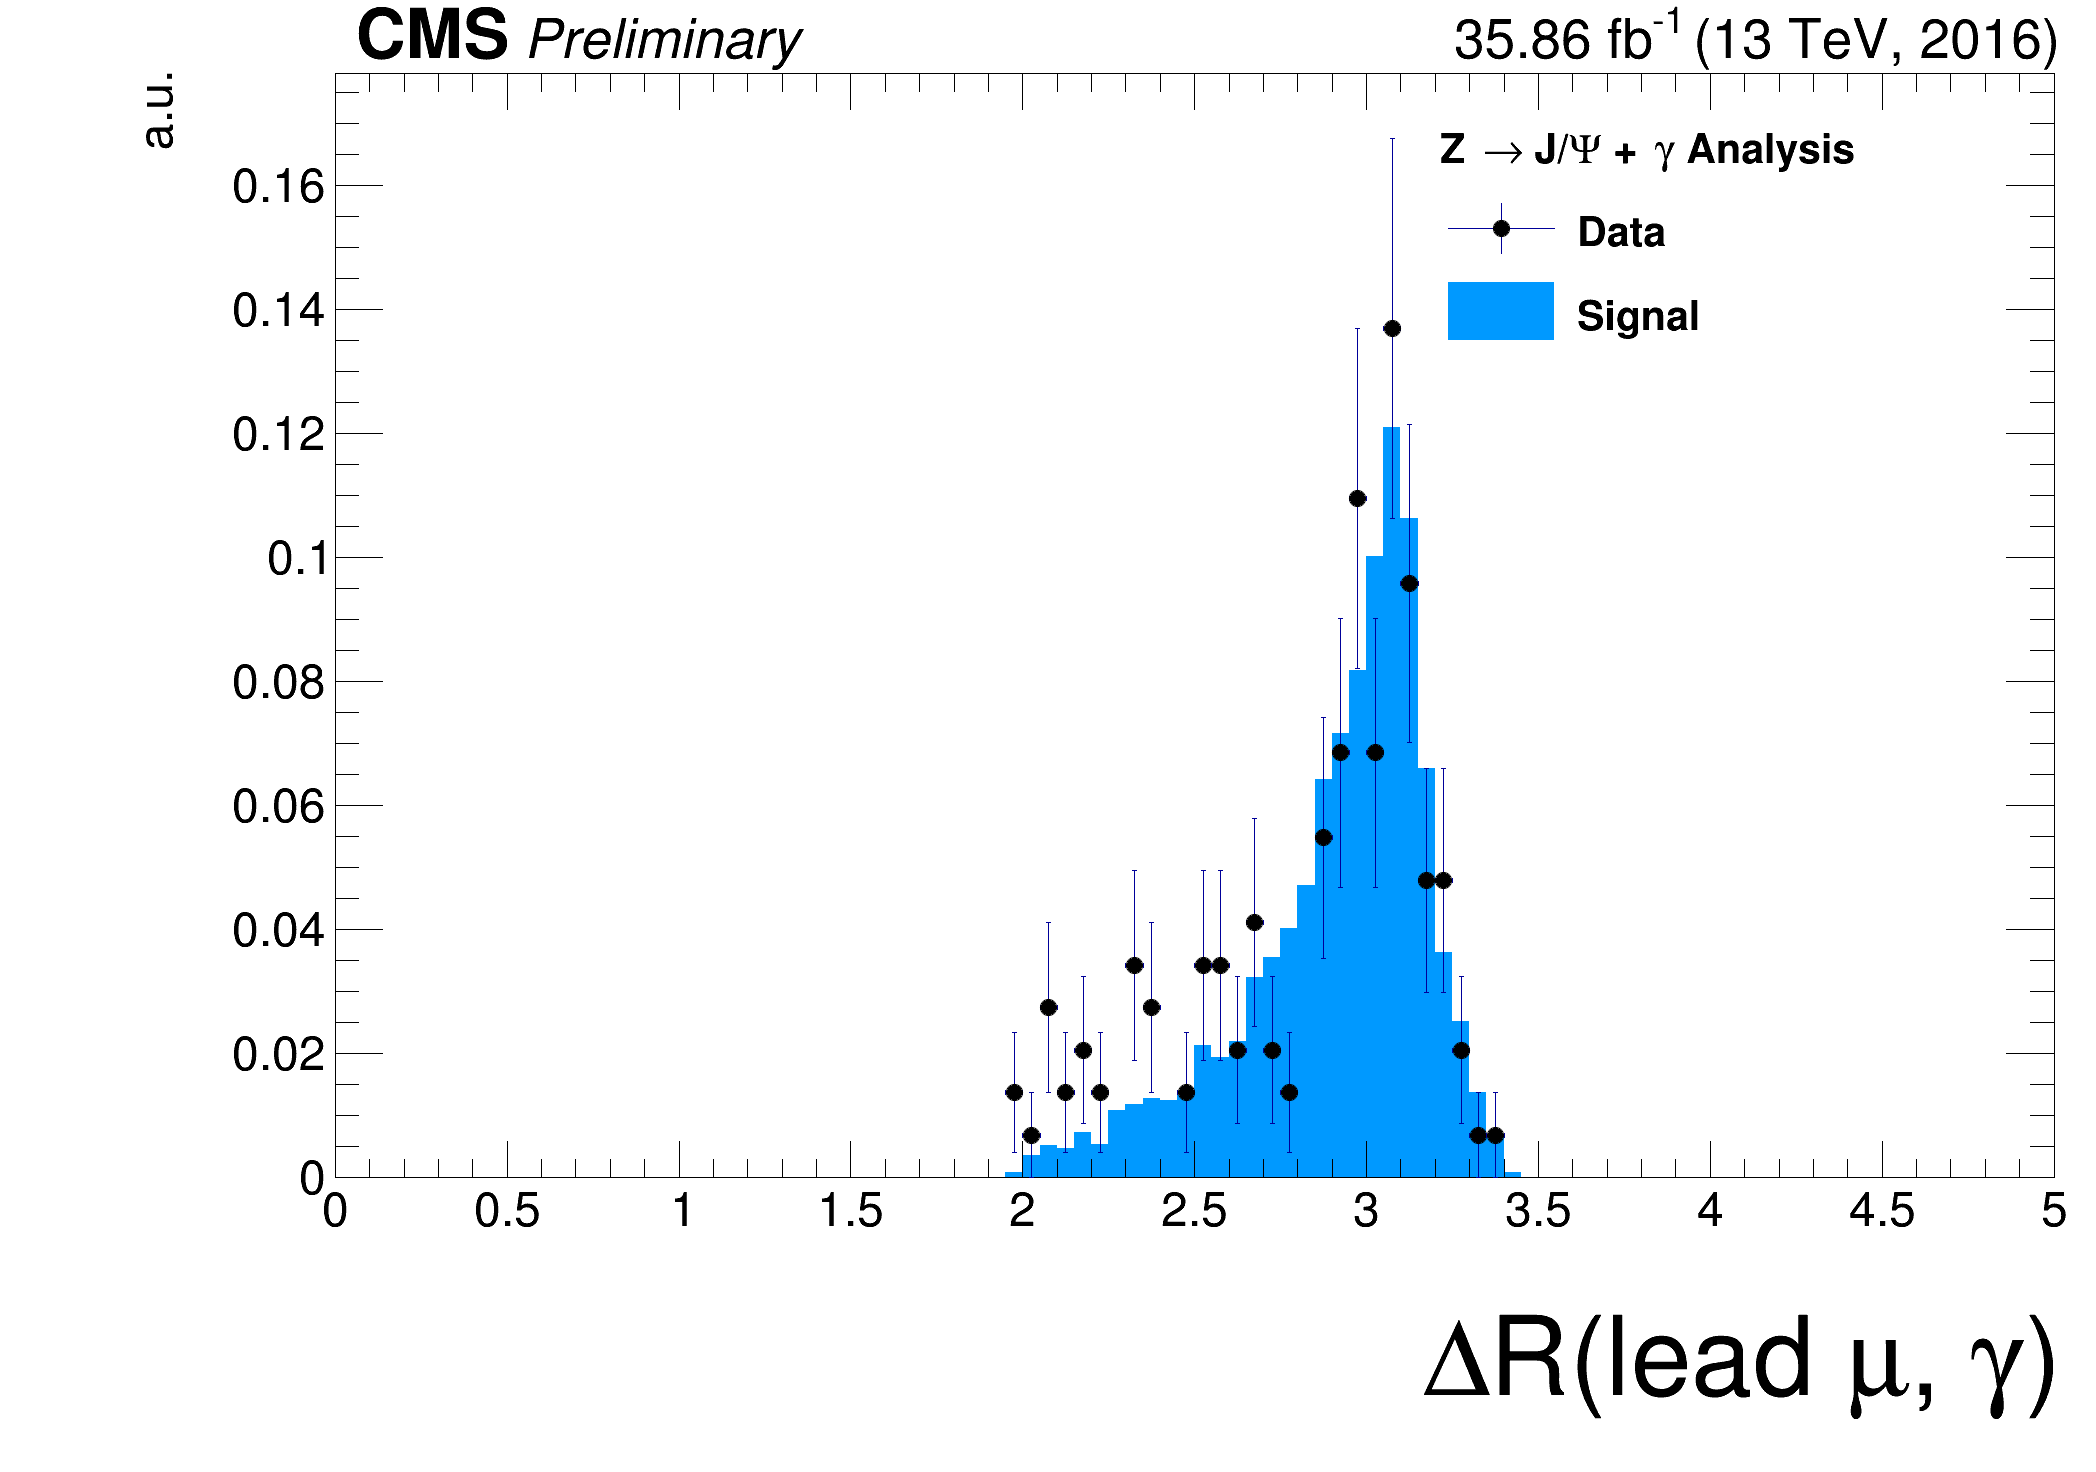 CMS Preliminary 35.86 fb⁻¹ (13 TeV, 2016)
a.u.
Z → J/Ψ + γ Analysis
Data
Signal
0.16
0.14
0.12
0.1
0.08
0.06
0.04
0.02
0
0 0.5 1 1.5 2 2.5 3 3.5 4 4.5 5
ΔR(lead μ, γ)